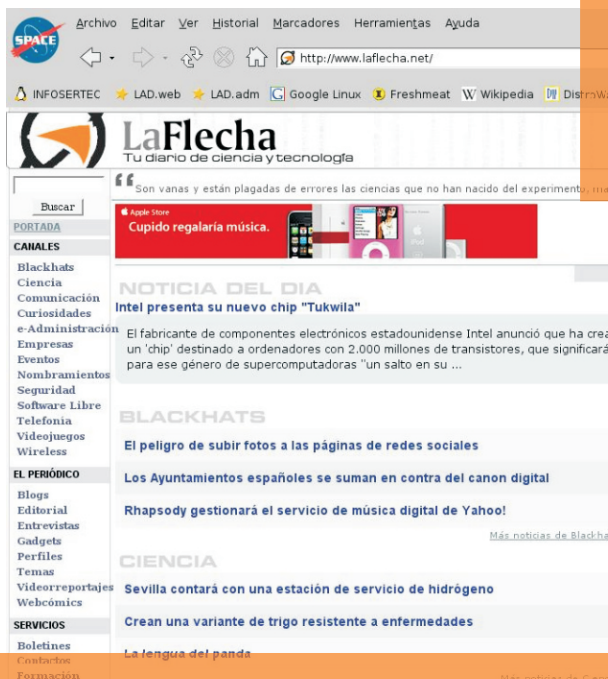 Archivo Editar Ver Historial Marcadores Herramientas Ayuda
SPACE
http://www.laflecha.net/
INFOSERTEC LAD.web LAD.adm Google Linux Freshmeat Wikipedia
LaFlecha
Tu diario de ciencia y tecnología
Buscar
“ Son vanas y están plagadas de errores las ciencias que no han nacido del experimento,
Apple Store
Cupido regalaría música.
PORTADA
CANALES
Blackhats
Ciencia
Comunicación
Curiosidades
e-Administración
Empresas
Eventos
Nombramientos
Seguridad
Software Libre
Telefonía
Videojuegos
Wireless
EL PERIÓDICO
Blogs
Editorial
Entrevistas
Gadgets
Perfiles
Temas
Videorreportajes
Webcómics
SERVICIOS
Boletines
Contactos
Formación
NOTICIA DEL DIA
Intel presenta su nuevo chip "Tukwila"
El fabricante de componentes electrónicos estadounidense Intel anunció que ha
un 'chip' destinado a ordenadores con 2.000 millones de transistores, que significará
para ese género de supercomputadoras "un salto en su ...
BLACKHATS
El peligro de subir fotos a las páginas de redes sociales
Los Ayuntamientos españoles se suman en contra del canon digital
Rhapsody gestionará el servicio de música digital de Yahoo!
Más noticias de
CIENCIA
Sevilla contará con una estación de servicio de hidrógeno
Crean una variante de trigo resistente a enfermedades
La lengua del panda
Más noticias de